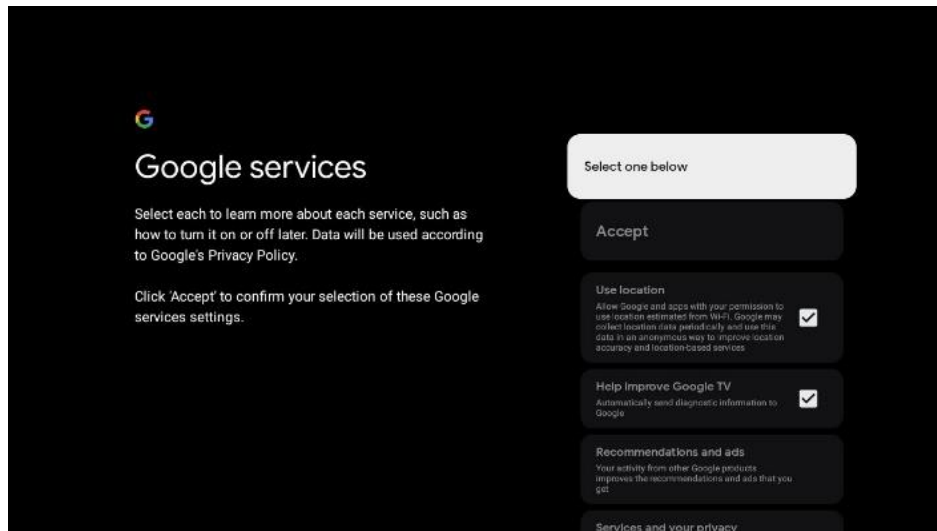 Google services
Select each to learn more about each service, such as
how to turn it on or off later. Data will be used according
to Google's Privacy Policy.
Click 'Accept' to confirm your selection of these Google
services settings.
Select one below
Accept
Use location
Allow Google and apps with your permission to
use location estimated from Wi-Fi. Google may
collect location data periodically and use this
data in an anonymous way to improve location
accuracy and location-based services
Help improve Google TV
Automatically send diagnostic information to
Google
Recommendations and ads
Your activity from other Google products
improves the recommendations and ads that you
get
Services and your privacy